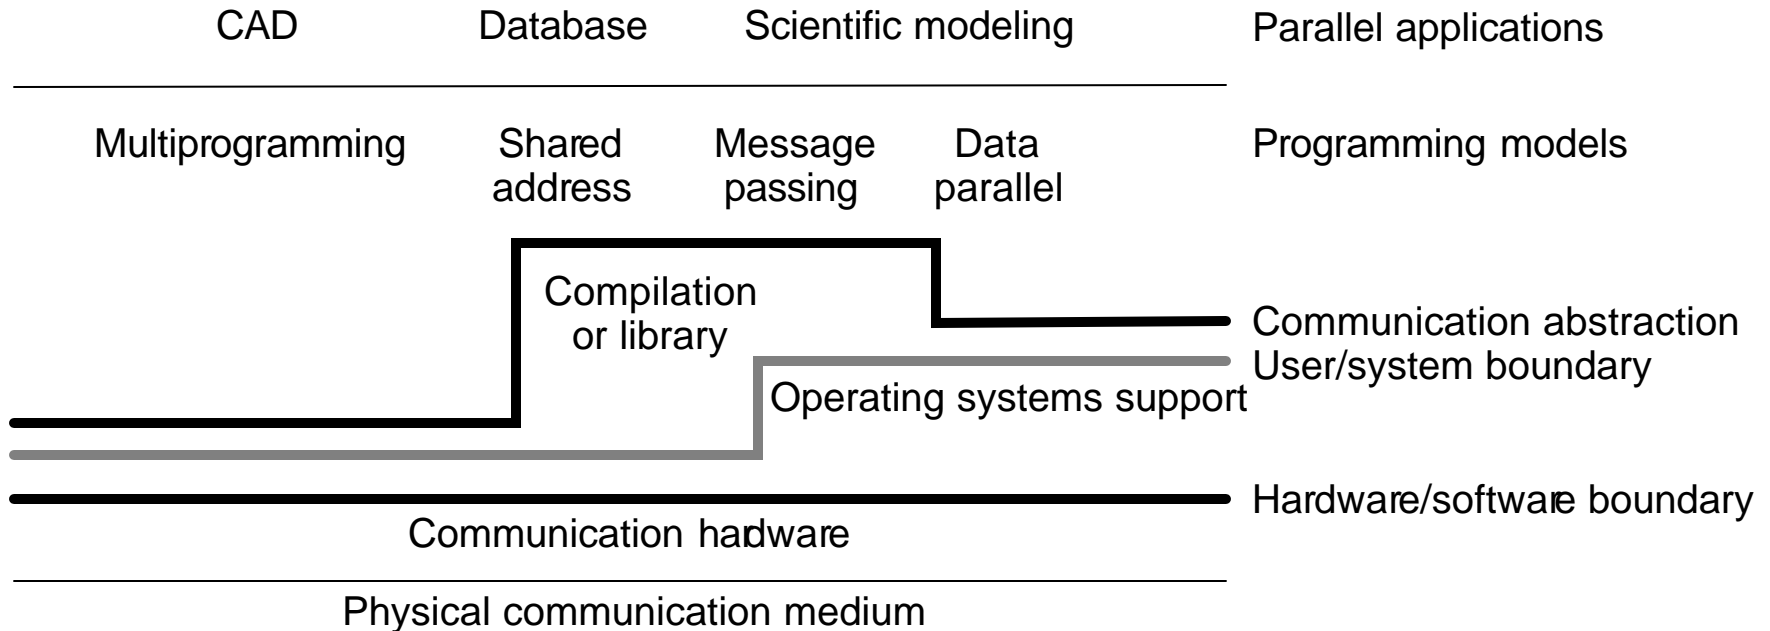 CAD Database Scientific modeling Parallel applications
Multiprogramming Shared Message Data Programming models
address passing parallel
Compilation
or library
Communication abstraction
User/system boundary
Operating systems support
Hardware/software boundary
Communication hardware
Physical communication medium